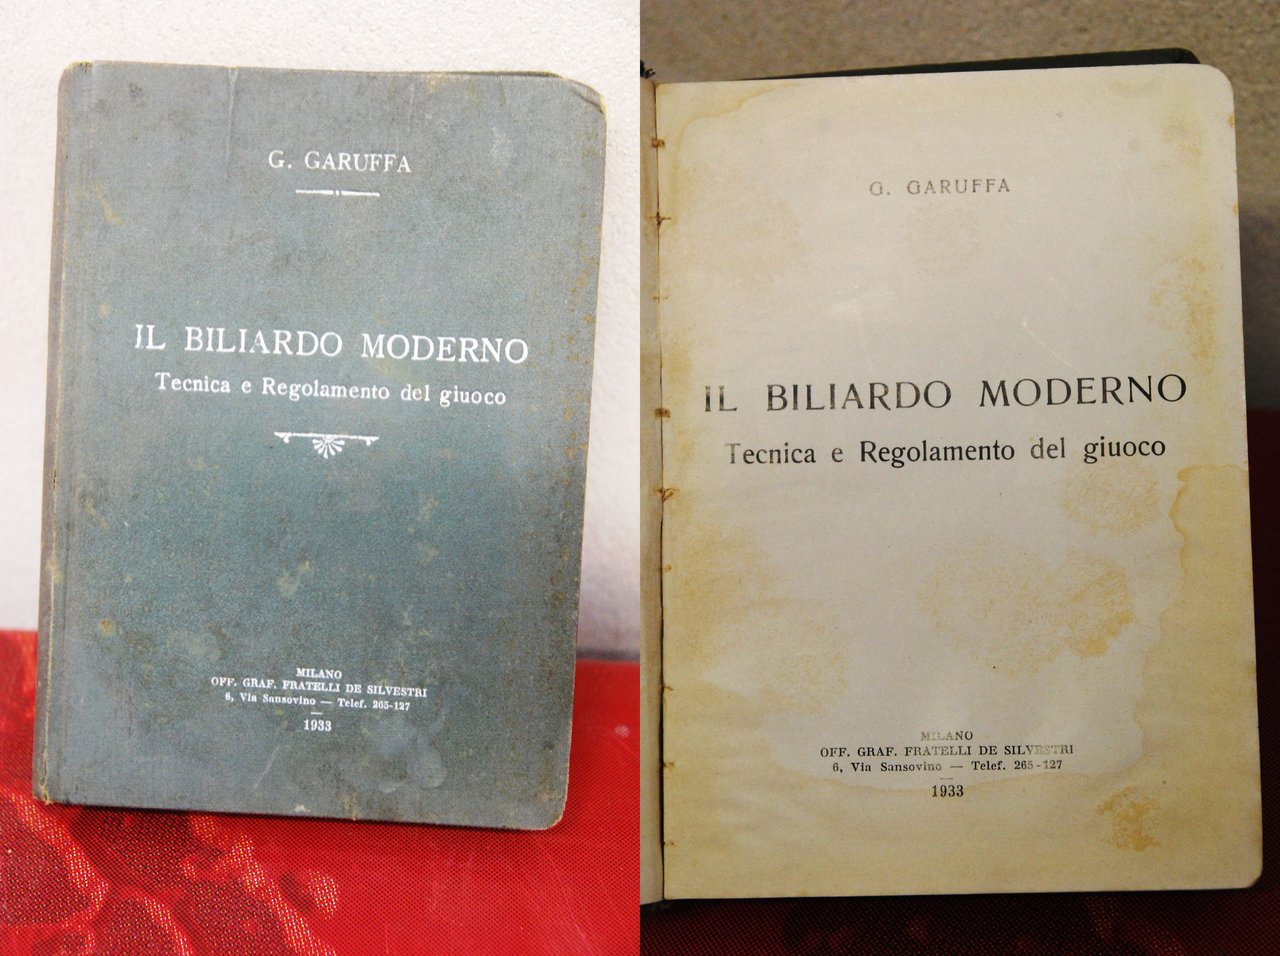 G. GARUFFA
IL BILIARDO MODERNO
Tecnica e Regolamento del giuoco
MILANO
OFF. GRAF. FRATELLI DE SILVESTRI
6, Via Sansovino — Telef. 265-127
1933
G. GARUFFA
IL BILIARDO MODERNO
Tecnica e Regolamento del giuoco
MILANO
OFF. GRAF. FRATELLI DE SILVESTRI
6, Via Sansovino — Telef. 265-127
1933